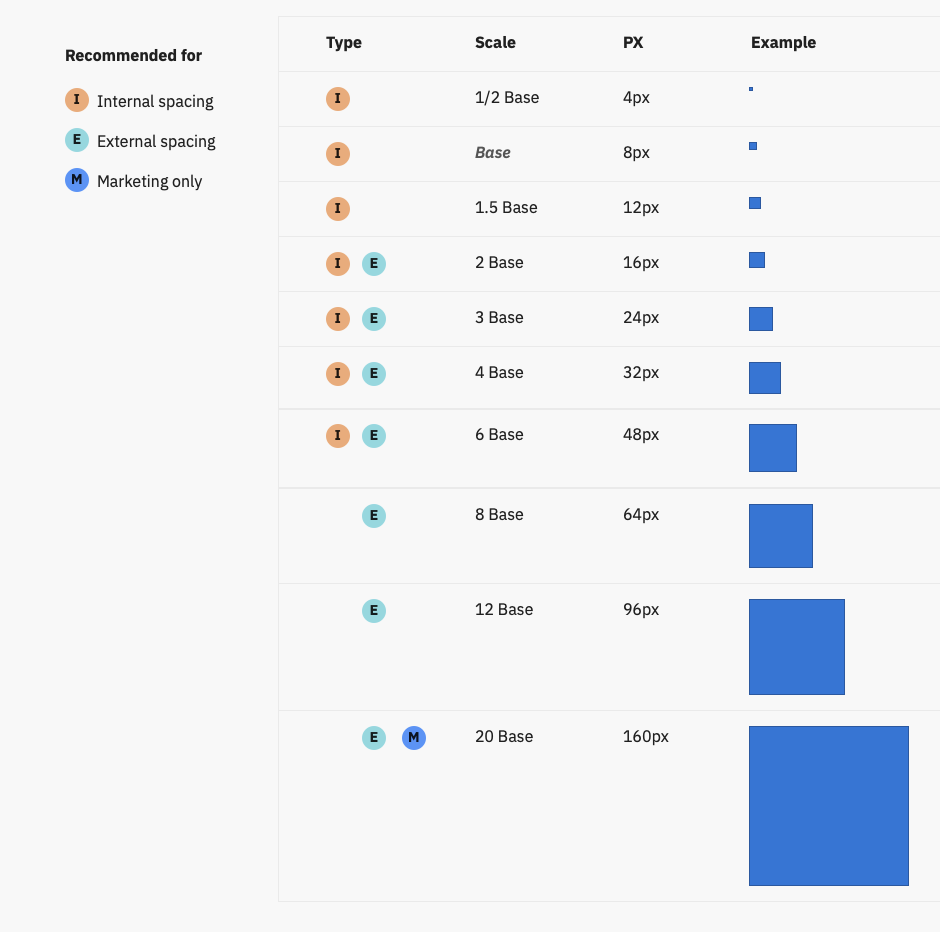 Recommended for
I Internal spacing
E External spacing
M Marketing only
Type Scale PX Example
I 1/2 Base 4px
I Base 8px
I 1.5 Base 12px
I E 2 Base 16px
I E 3 Base 24px
I E 4 Base 32px
I E 6 Base 48px
E 8 Base 64px
E 12 Base 96px
E M 20 Base 160px